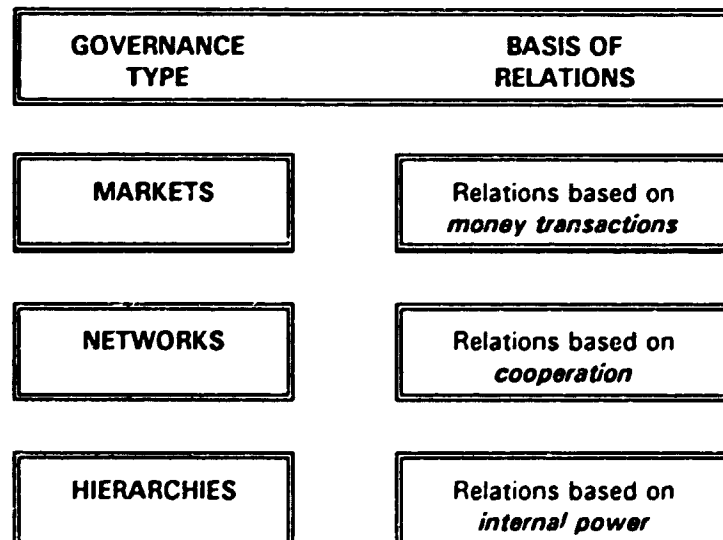 GOVERNANCE TYPE
BASIS OF RELATIONS
MARKETS
Relations based on
money transactions
NETWORKS
Relations based on
cooperation
HIERARCHIES
Relations based on
internal power